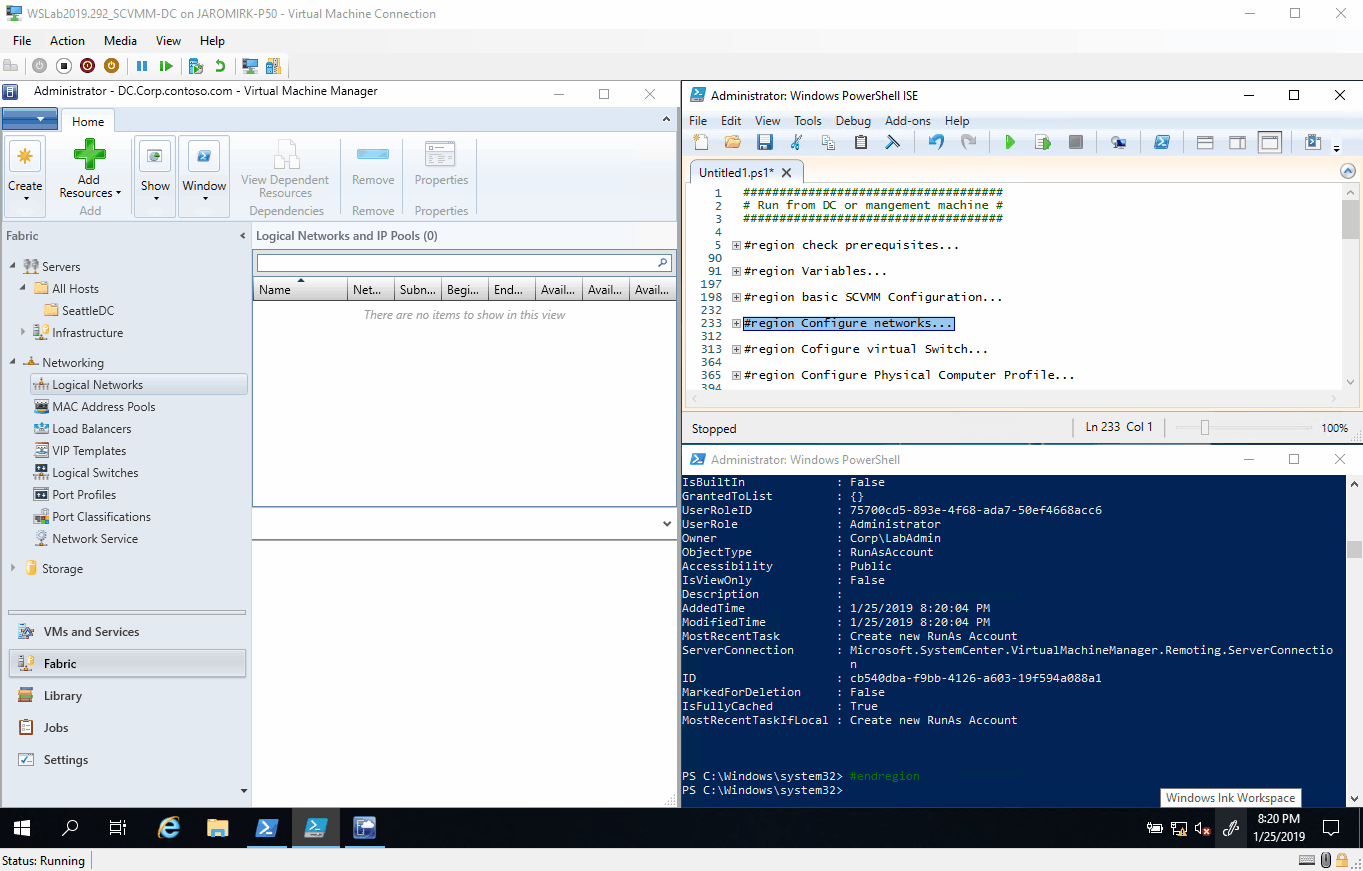 WSLab2019.292_SCVMM-DC on JAROMIRK-P50 - Virtual Machine Connection
File Action Media View Help
Administrator - DC.Corp.contoso.com - Virtual Machine Manager
Home
Create
Add Resources
Add
Show
Window
View Dependent Resources
Dependencies
Remove
Remove
Properties
Properties
Fabric
Servers
All Hosts
SeattleDC
Infrastructure
Networking
Logical Networks
MAC Address Pools
Load Balancers
VIP Templates
Logical Switches
Port Profiles
Port Classifications
Network Service
Storage
VMs and Services
Fabric
Library
Jobs
Settings
Logical Networks and IP Pools (0)
Name Net... Subn... Begi... End... Avail... Avail... Avail...
There are no items to show in this view
Administrator: Windows PowerShell ISE
File Edit View Tools Debug Add-ons Help
Untitled1.ps1*
1 ####################################
2 # Run from DC or mangement machine #
3 ####################################
4
5 #region check prerequisites...
90
91 #region Variables...
197
198 #region basic SCVMM Configuration...
232
233 #region Configure networks...
312
313 #region Cofigure virtual Switch...
364
365 #region Configure Physical Computer Profile...
394
Stopped
Ln 233 Col 1
100%
Administrator: Windows PowerShell
IsBuiltIn : False
GrantedToList : {}
UserRoleID : 75700cd5-893e-4f68-ada7-50ef4668acc6
UserRole : Administrator
Owner : Corp\LabAdmin
ObjectType : RunAsAccount
Accessibility : Public
IsViewOnly : False
Description :
AddedTime : 1/25/2019 8:20:04 PM
ModifiedTime : 1/25/2019 8:20:04 PM
MostRecentTask : Create new RunAs Account
ServerConnection : Microsoft.SystemCenter.VirtualMachineManager.Remoting.ServerConnectio
n
ID : cb540dba-f9bb-4126-a603-19f594a088a1
MarkedForDeletion : False
IsFullyCached : True
MostRecentTaskIfLocal : Create new RunAs Account
PS C:\Windows\system32> #endregion
PS C:\Windows\system32>
Windows Ink Workspace
8:20 PM
1/25/2019
Status: Running